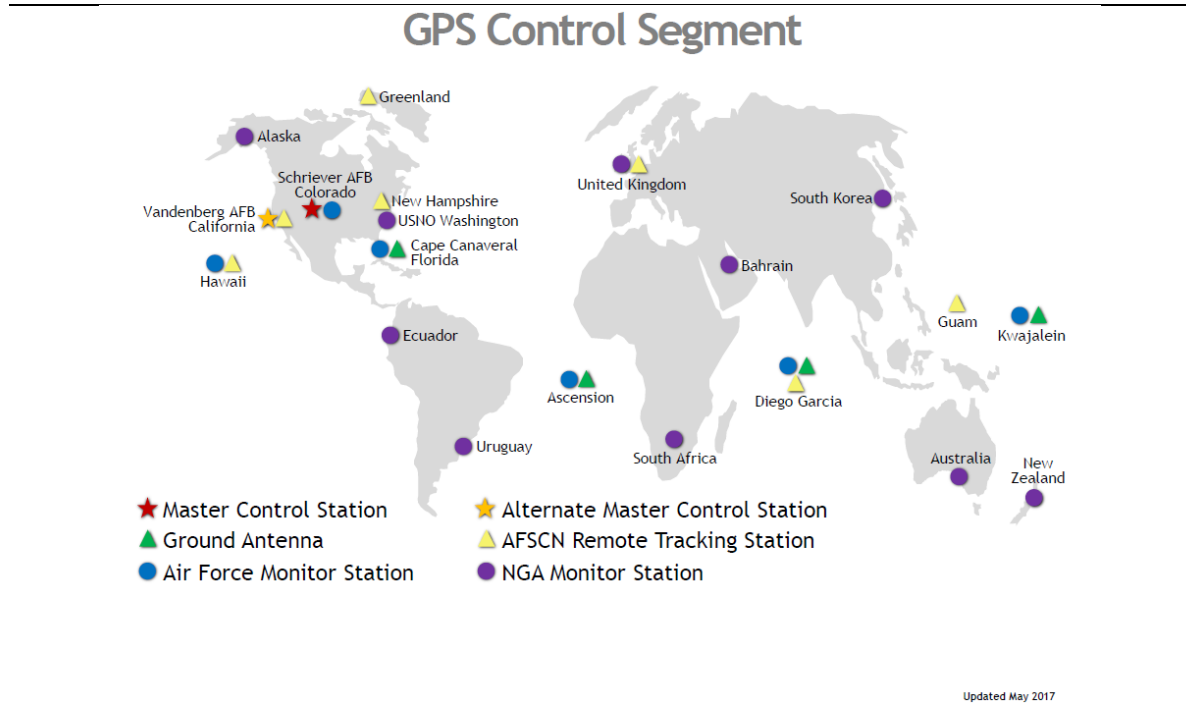 GPS Control Segment
Greenland
Alaska
Schriever AFB
Colorado
Vandenberg AFB
California
New Hampshire
USNO Washington
Cape Canaveral
Florida
Hawaii
United Kingdom
South Korea
Bahrain
Guam
Kwajalein
Ecuador
Ascension
Diego Garcia
Uruguay
South Africa
Australia
New
Zealand
Master Control Station
Alternate Master Control Station
Ground Antenna
AFSCN Remote Tracking Station
Air Force Monitor Station
NGA Monitor Station
Updated May 2017